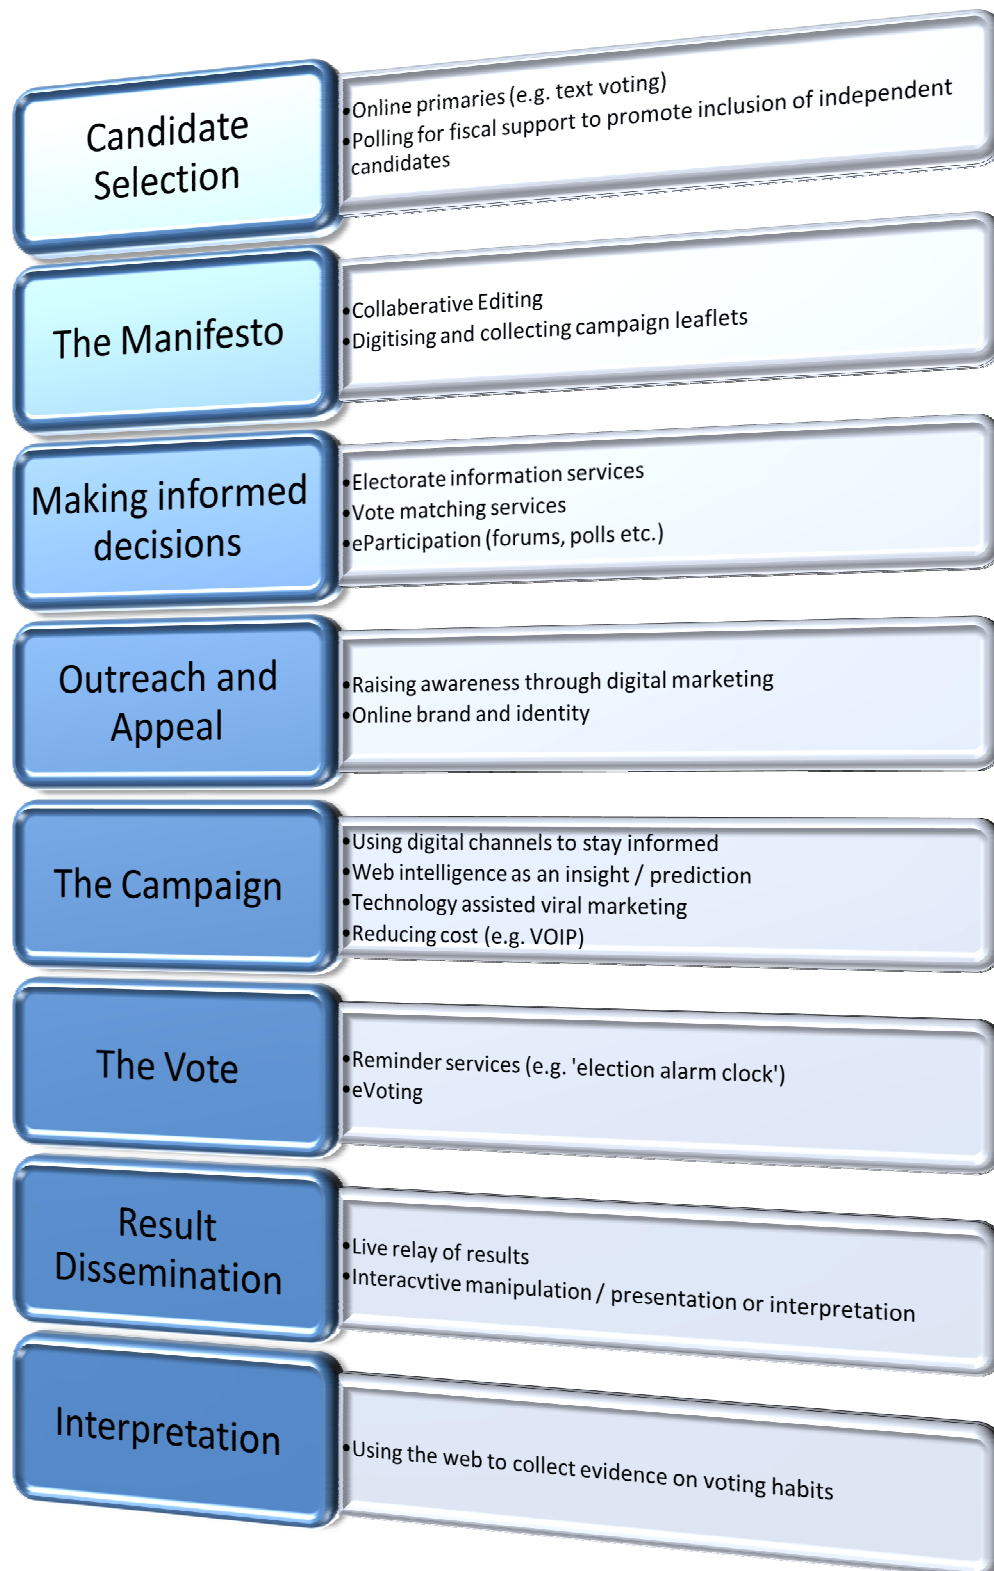 Candidate
Selection
•Online primaries (e.g. text voting)
•Polling for fiscal support to promote inclusion of independent
candidates
The Manifesto
•Collaberative Editing
•Digitising and collecting campaign leaflets
Making informed
decisions
•Electorate information services
•Vote matching services
•eParticipation (forums, polls etc.)
Outreach and
Appeal
•Raising awareness through digital marketing
•Online brand and identity
The Campaign
•Using digital channels to stay informed
•Web intelligence as an insight / prediction
•Technology assisted viral marketing
•Reducing cost (e.g. VOIP)
The Vote
•Reminder services (e.g. 'election alarm clock')
•eVoting
Result
Dissemination
•Live relay of results
•Interacvtive manipulation / presentation or interpretation
Interpretation
•Using the web to collect evidence on voting habits